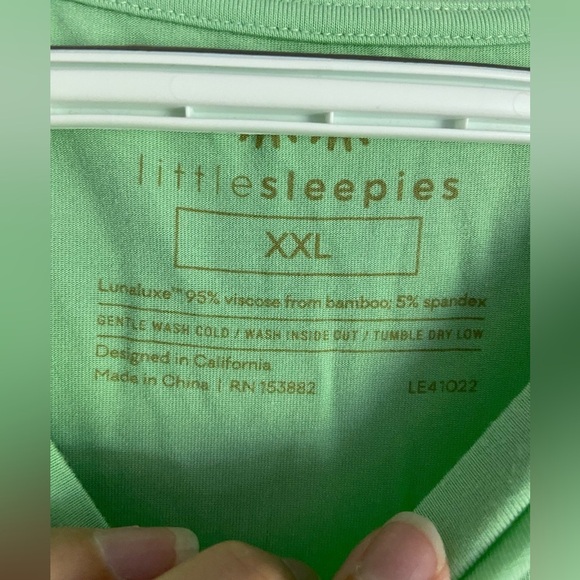 littlesleepies
XXL
Lunaluxe™ 95% viscose from bamboo; 5% spandex
GENTLE WASH COLD / WASH INSIDE OUT / TUMBLE DRY LOW
Designed in California
Made in China | RN 153882 LE41022